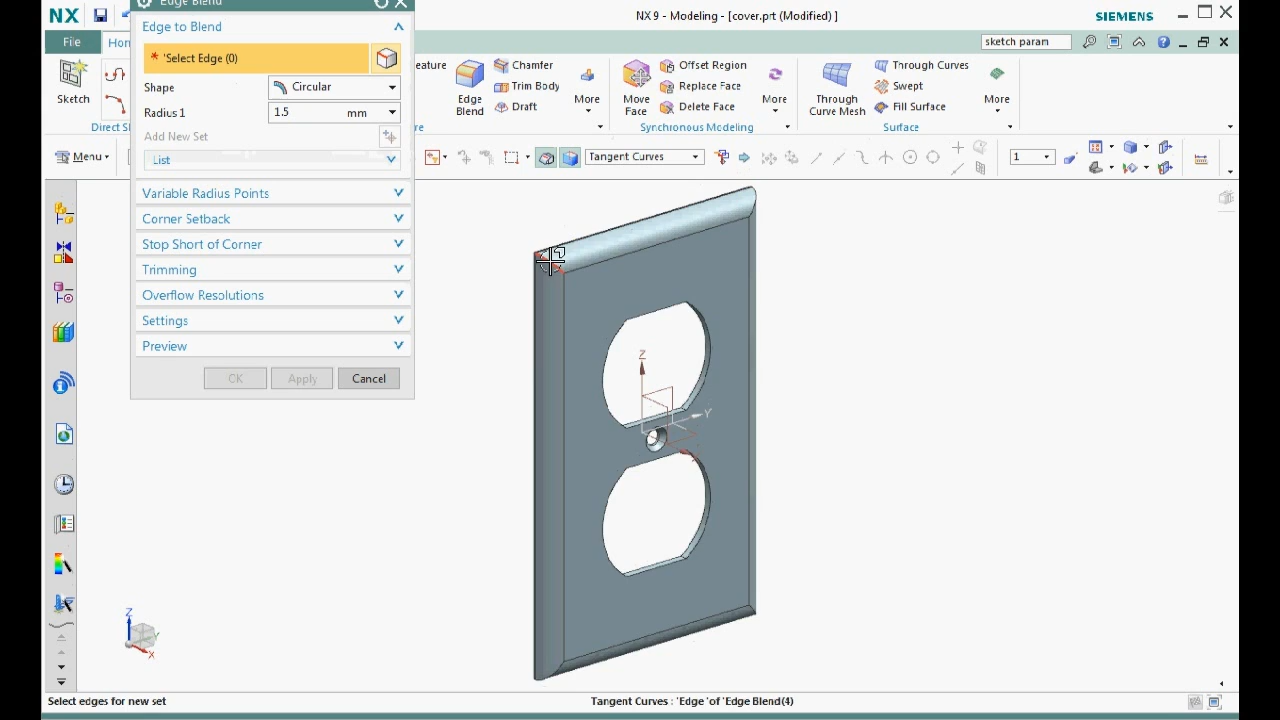 Edge Blend
NX
NX 9 - Modeling - [cover.prt (Modified) ]
SIEMENS
File
Edge to Blend
sketch param
* 'Select Edge (0)
Sketch
Shape
Circular
Radius 1
1.5
mm
Add New Set
List
Edge
Blend
Chamfer
Trim Body
Draft
More
Move
Face
Offset Region
Replace Face
Delete Face
More
Through
Curve Mesh
Through Curves
Swept
Fill Surface
More
Synchronous Modeling
Surface
Menu
Tangent Curves
1
Variable Radius Points
Corner Setback
Stop Short of Corner
Trimming
Overflow Resolutions
Settings
Preview
OK
Apply
Cancel
Z
Y
Z
Y
X
Select edges for new set
Tangent Curves : 'Edge 'of 'Edge Blend(4)